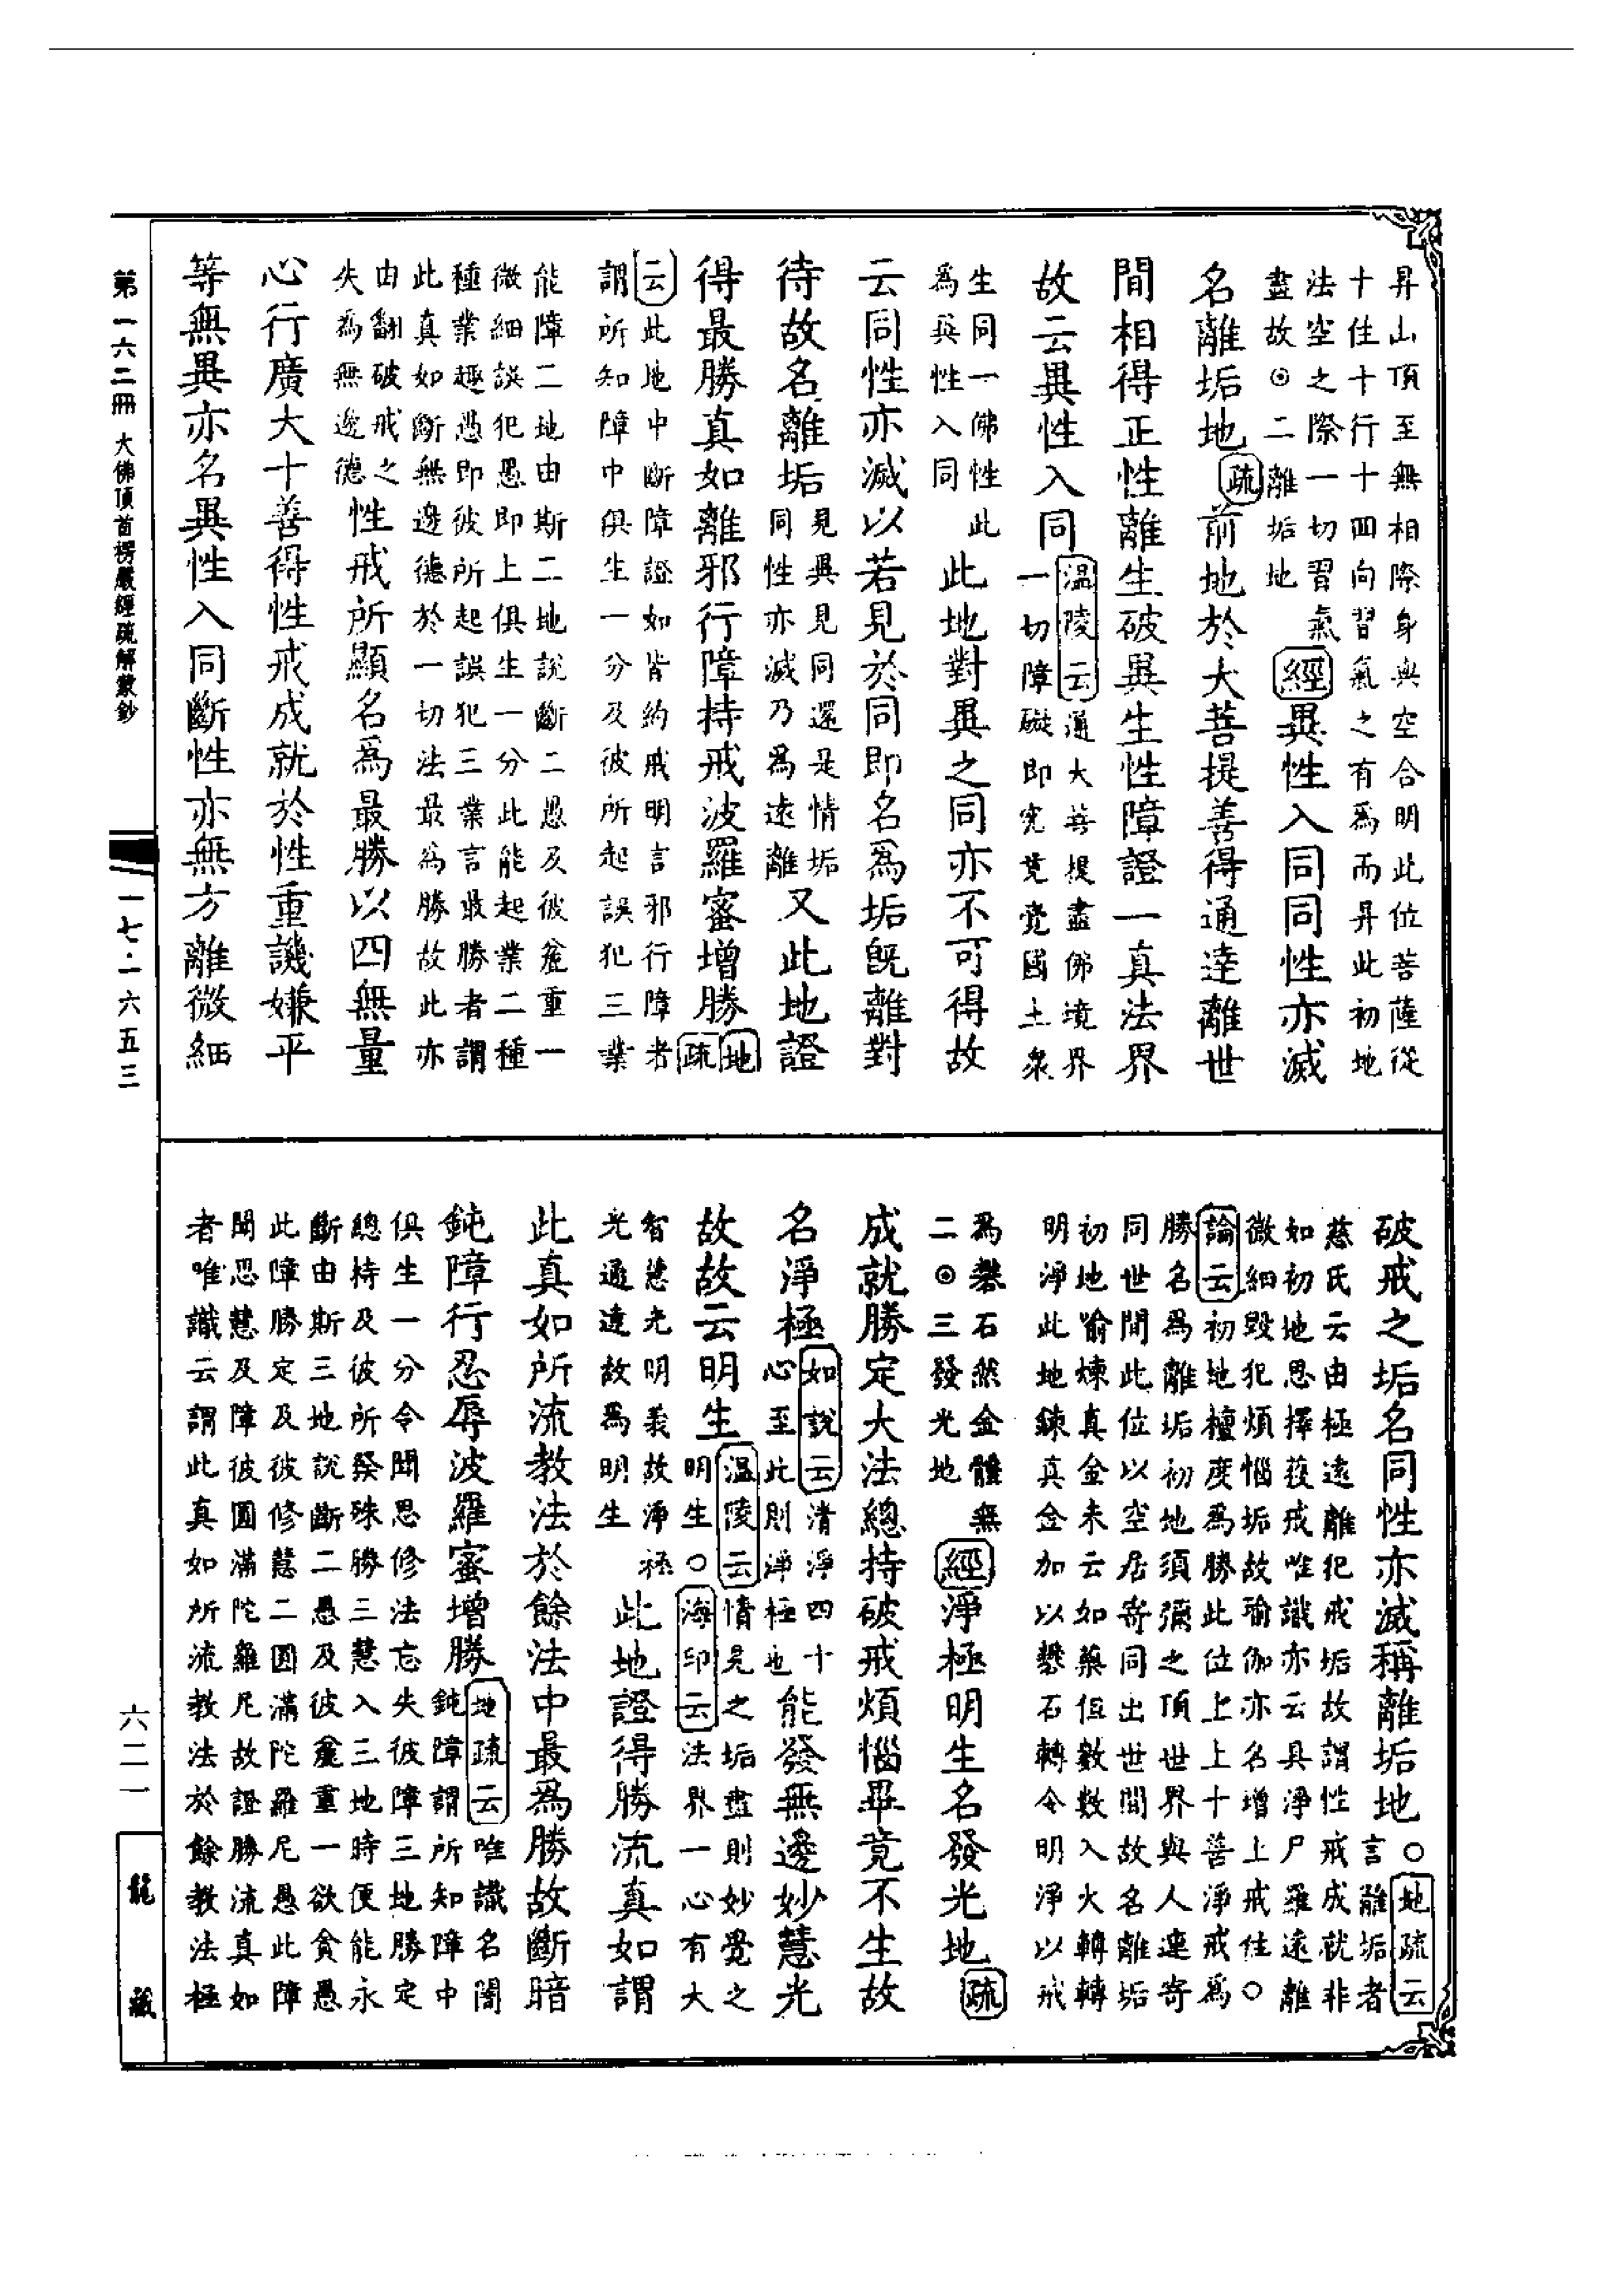 昇山頂至無相際身與空合明此位菩薩從
十住十行十四向習氣之有爲而昇此初地
法空之際一切習氣
盡故◉二離垢地
經異性入同同性亦滅
名離垢地疏前地於大菩提善得通達離世
間相得正性離生破異生性障證一真法界
故云異性入同
溫陵云通大菩提盡佛境界
一切障礙即究竟覺國土衆
生同一佛性此
爲異性入同
此地對異之同亦不可得故
云同性亦滅以若見於同即名爲垢旣離對
待故名離垢
見異見同還是情垢
同性亦滅乃爲遠離
又此地證
得最勝真如離邪行障持戒波羅蜜增勝
地疏
云此地中斷障證如皆約戒明言邪行障者
謂所知障中俱生一分及彼所起誤犯三業
能障二地由斯二地說斷二愚及彼麁重一
微細誤犯愚即上俱生一分此能起業二種
種業趣愚即彼所起誤犯三業言最勝者謂
此真如斷無邊德於一切法最爲勝故此亦
由翻破戒之
失爲無邊德
性戒所顯名爲最勝以四無量
心行廣大十善得性戒成就於性重譏嫌平
等無異亦名異性入同斷性亦無方離微細
第一六二冊 大佛頂首楞嚴經疏解蒙鈔
一七·一六五三
破戒之垢名同性亦滅稱離垢地○
地疏云
言離垢者
慈氏云由極遠離犯戒垢故謂性戒成就非
如初地思擇護戒唯識亦云具淨尸羅遠離
微細毀犯煩惱垢故瑜伽亦名增上戒住○
論云初地檀度爲勝此位上上十善淨戒爲
勝名爲離垢初地須彌之頂世界與人連寄
同世間此位以空居寄同出世間故名離垢
初地喻煉真金未云如藥但數數入火轉轉
明淨此地鍊真金加以礬石轉令明淨以戒
爲礬石然金體無
二◉三發光地
經淨極明生名發光地疏
成就勝定大法總持破戒煩惱畢竟不生故
名淨極
如說云清淨四十
心至此則淨極也
能發無邊妙慧光
故故云明生
溫陵云情見之垢盡則妙覺之
明生○海印云法界一心有大
智慧光明義故淨極
光通達故爲明生
此地證得勝流真如謂
此真如所流教法於餘法中最爲勝故斷暗
鈍障行忍辱波羅蜜增勝
地疏云唯識名闇
鈍障謂所知障中
俱生一分令聞思修法忘失彼障三地勝定
總持及彼所發殊勝三慧入三地時便能永
斷由斯三地說斷二愚及彼麁重一欲貪愚
此障勝定及彼修慧二圓滿陀羅尼愚此障
聞思慧及障彼圓滿陀羅尼故證勝流真如
者唯識云謂此真如所流教法於餘教法極
六二一
龍藏